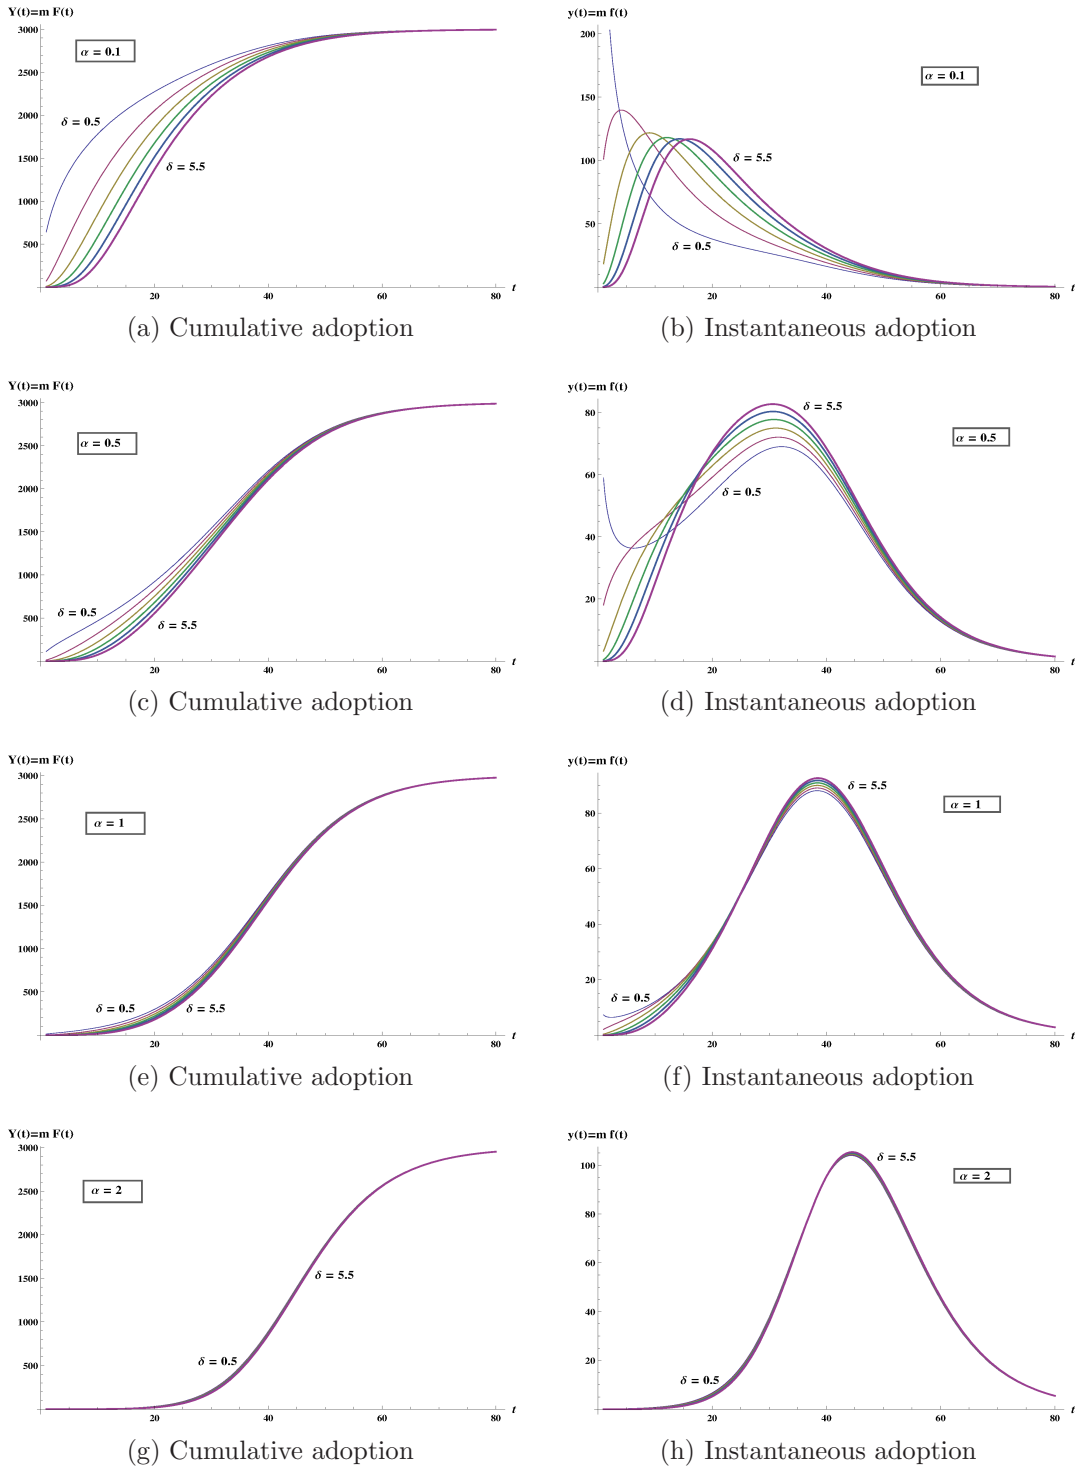 Y(t)=m F(t)
3000
2500
2000
1500
1000
500
20
40
60
80
t
α = 0.1
δ = 0.5
δ = 5.5
(a) Cumulative adoption
y(t)=m f(t)
200
150
100
50
20
40
60
80
t
α = 0.1
δ = 5.5
δ = 0.5
(b) Instantaneous adoption
Y(t)=m F(t)
3000
2500
2000
1500
1000
500
20
40
60
80
t
α = 0.5
δ = 0.5
δ = 5.5
(c) Cumulative adoption
y(t)=m f(t)
80
60
40
20
20
40
60
80
t
δ = 5.5
α = 0.5
δ = 0.5
(d) Instantaneous adoption
Y(t)=m F(t)
3000
2500
2000
1500
1000
500
20
40
60
80
t
α = 1
δ = 0.5
δ = 5.5
(e) Cumulative adoption
y(t)=m f(t)
80
60
40
20
20
40
60
80
t
δ = 5.5
α = 1
δ = 0.5
(f) Instantaneous adoption
Y(t)=m F(t)
3000
2500
2000
1500
1000
500
20
40
60
80
t
α = 2
δ = 5.5
δ = 0.5
(g) Cumulative adoption
y(t)=m f(t)
100
80
60
40
20
20
40
60
80
t
δ = 5.5
α = 2
δ = 0.5
(h) Instantaneous adoption